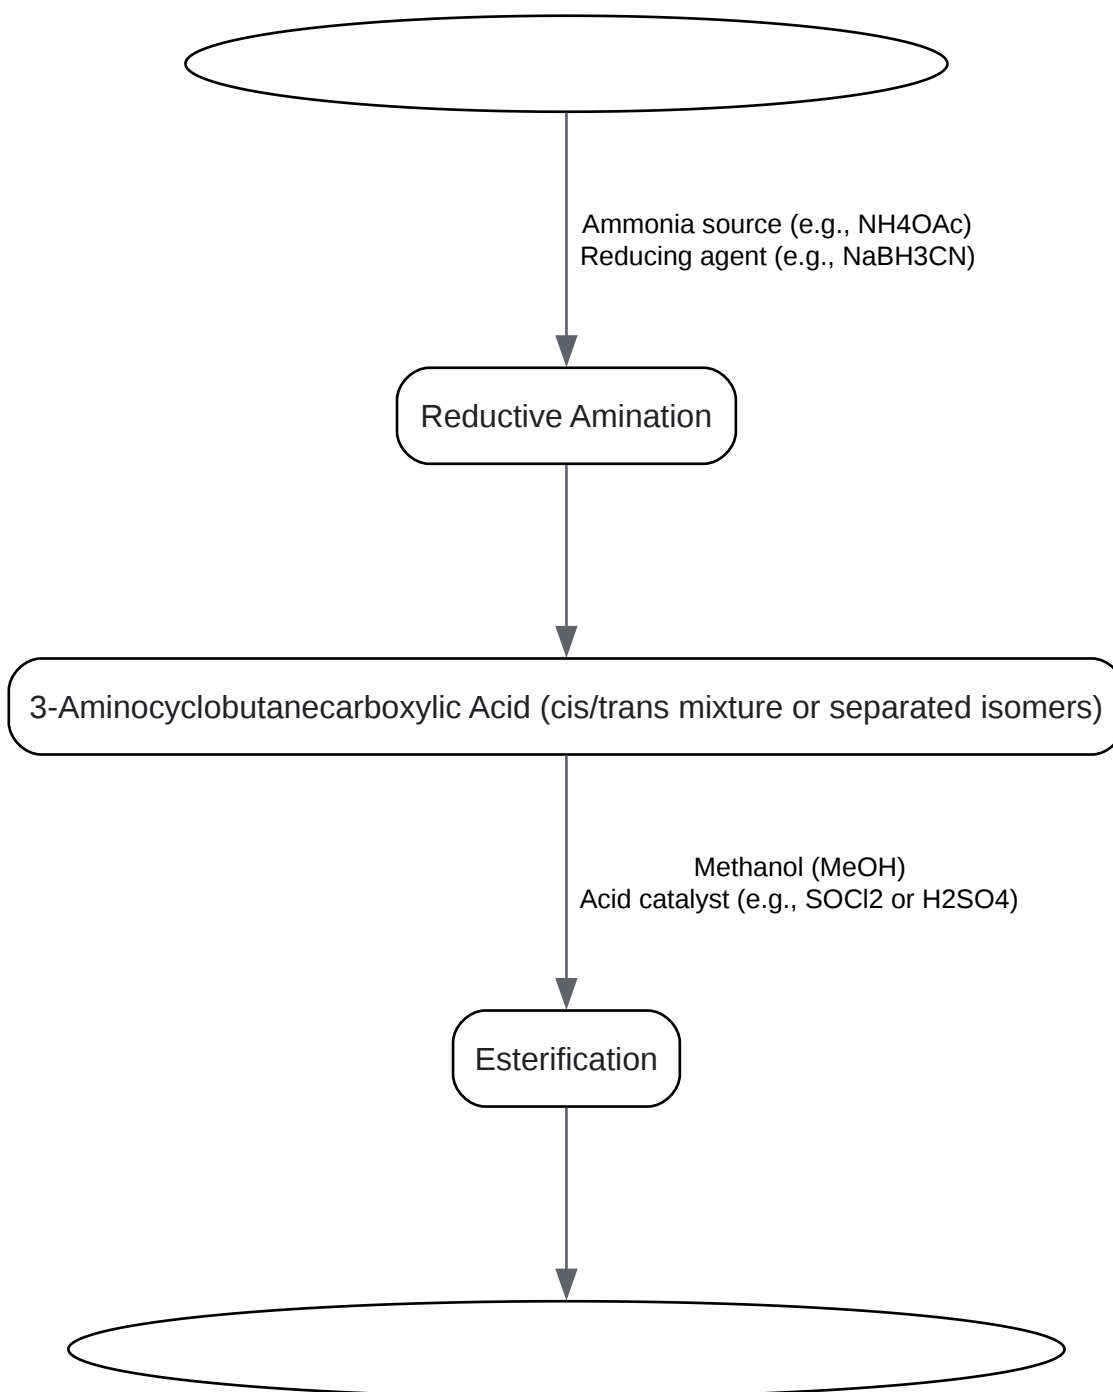 Ammonia source (e.g., NH4OAc)
Reducing agent (e.g., NaBH3CN)
Reductive Amination
3-Aminocyclobutanecarboxylic Acid (cis/trans mixture or separated isomers)
Methanol (MeOH)
Acid catalyst (e.g., SOCl2 or H2SO4)
Esterification